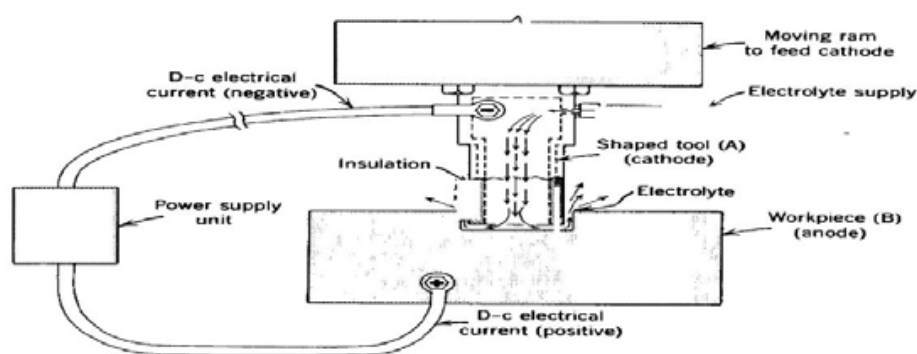 Moving ram
to feed cathode
D-c electrical
current (negative)
Electrolyte supply
Shaped tool (A)
(cathode)
Insulation
Electrolyte
Power supply
unit
Workpiece (B)
(anode)
D-c electrical
current (positive)